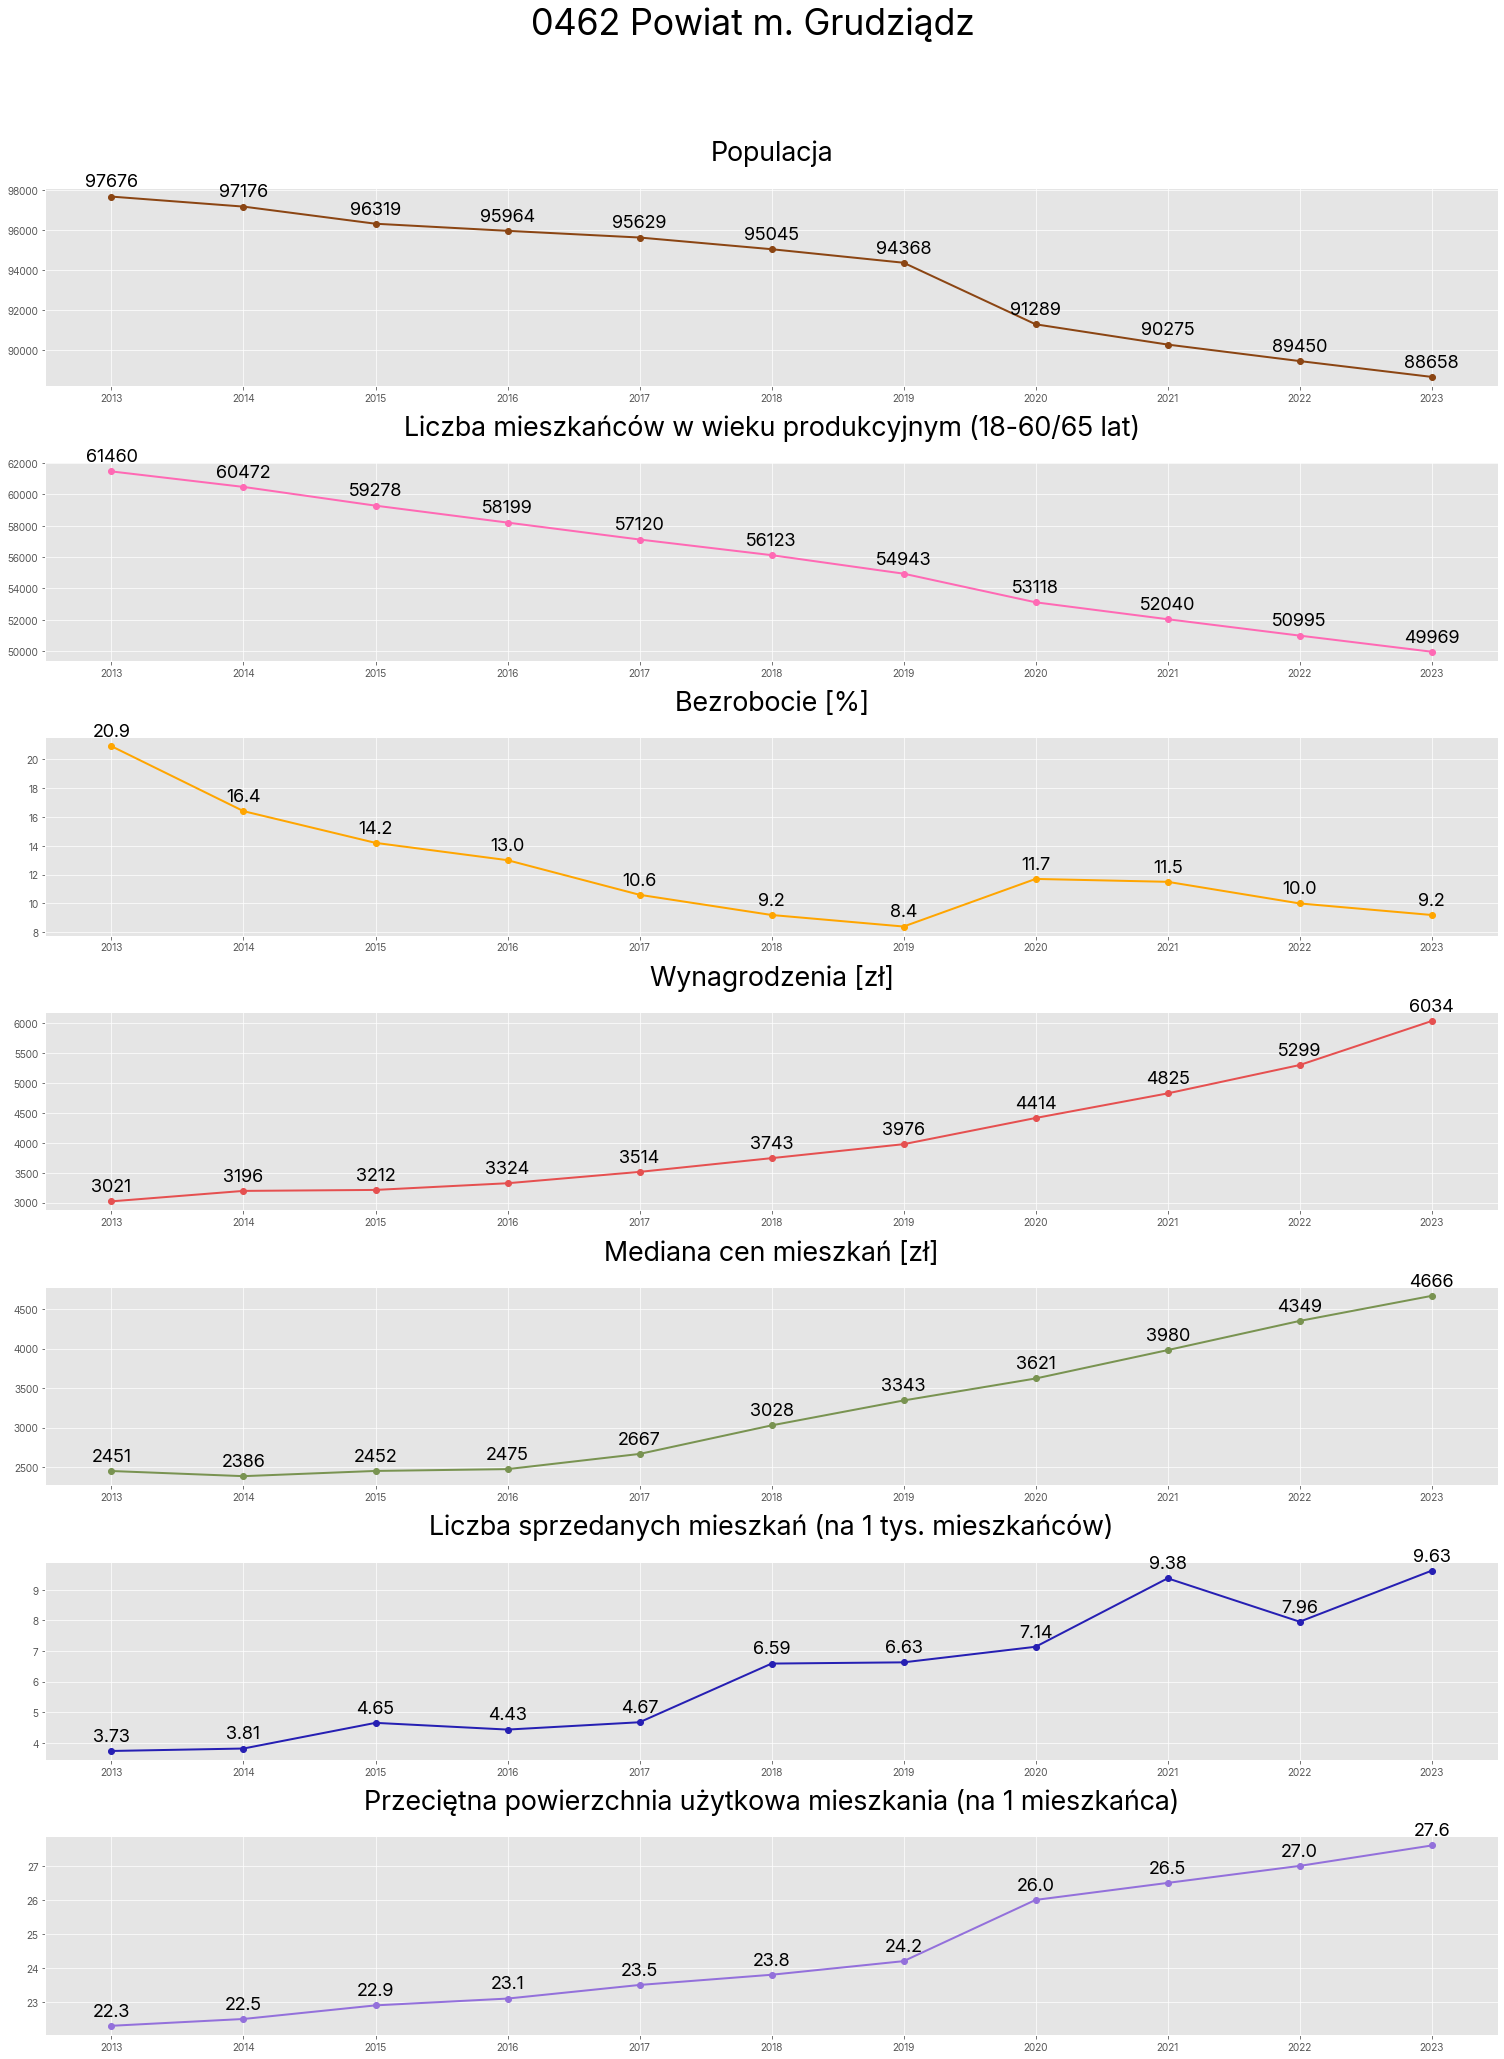 0462 Powiat m. Grudziądz
Populacja
97676 97176 96319 95964 95629 95045 94368 91289 90275 89450 88658
98000
96000
94000
92000
90000
2013 2014 2015 2016 2017 2018 2019 2020 2021 2022 2023
Liczba mieszkańców w wieku produkcyjnym (18-60/65 lat)
61460 60472 59278 58199 57120 56123 54943 53118 52040 50995 49969
62000
60000
58000
56000
54000
52000
50000
2013 2014 2015 2016 2017 2018 2019 2020 2021 2022 2023
Bezrobocie [%]
20.9 16.4 14.2 13.0 10.6 9.2 8.4 11.7 11.5 10.0 9.2
20
18
16
14
12
10
8
2013 2014 2015 2016 2017 2018 2019 2020 2021 2022 2023
Wynagrodzenia [zł]
3021 3196 3212 3324 3514 3743 3976 4414 4825 5299 6034
6000
5500
5000
4500
4000
3500
3000
2013 2014 2015 2016 2017 2018 2019 2020 2021 2022 2023
Mediana cen mieszkań [zł]
2451 2386 2452 2475 2667 3028 3343 3621 3980 4349 4666
4500
4000
3500
3000
2500
2013 2014 2015 2016 2017 2018 2019 2020 2021 2022 2023
Liczba sprzedanych mieszkań (na 1 tys. mieszkańców)
3.73 3.81 4.65 4.43 4.67 6.59 6.63 7.14 9.38 7.96 9.63
9
8
7
6
5
4
2013 2014 2015 2016 2017 2018 2019 2020 2021 2022 2023
Przeciętna powierzchnia użytkowa mieszkania (na 1 mieszkańca)
22.3 22.5 22.9 23.1 23.5 23.8 24.2 26.0 26.5 27.0 27.6
27
26
25
24
23
2013 2014 2015 2016 2017 2018 2019 2020 2021 2022 2023